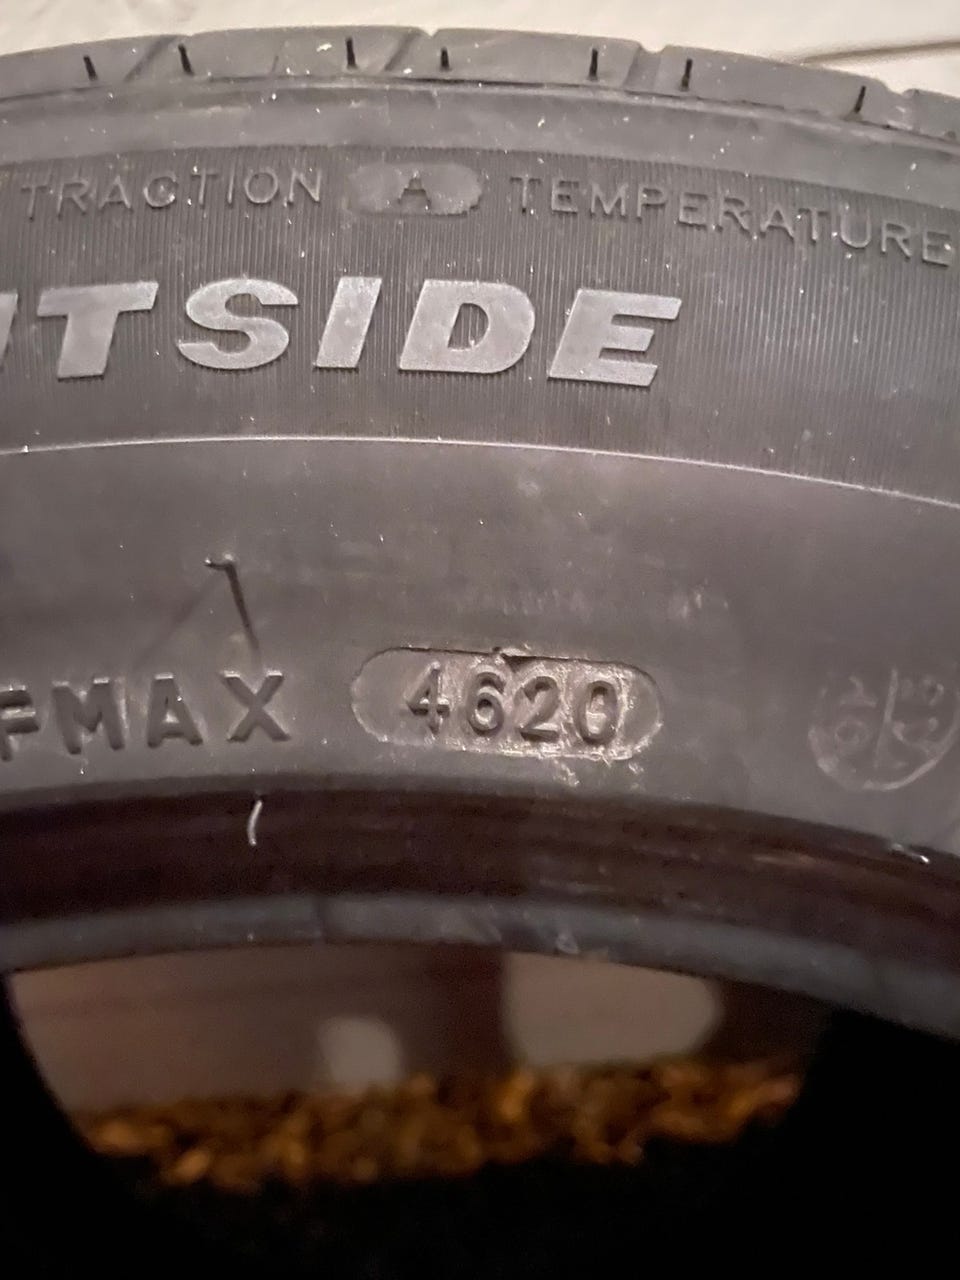 TRACTION A TEMPERATURE
TSIDE
FMAX 4620